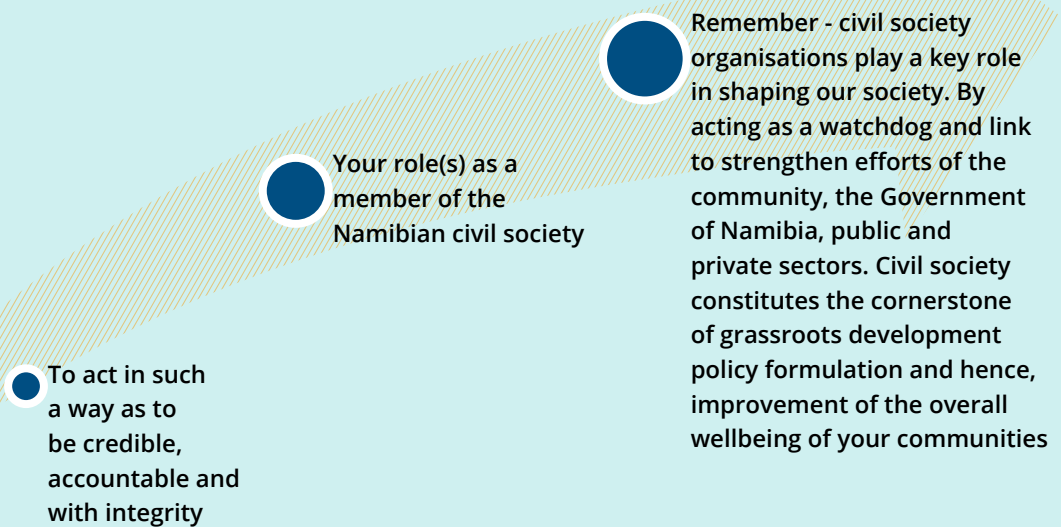 To act in such
a way as to
be credible,
accountable and
with integrity
Your role(s) as a
member of the
Namibian civil society
Remember - civil society
organisations play a key role
in shaping our society. By
acting as a watchdog and link
to strengthen efforts of the
community, the Government
of Namibia, public and
private sectors. Civil society
constitutes the cornerstone
of grassroots development
policy formulation and hence,
improvement of the overall
wellbeing of your communities